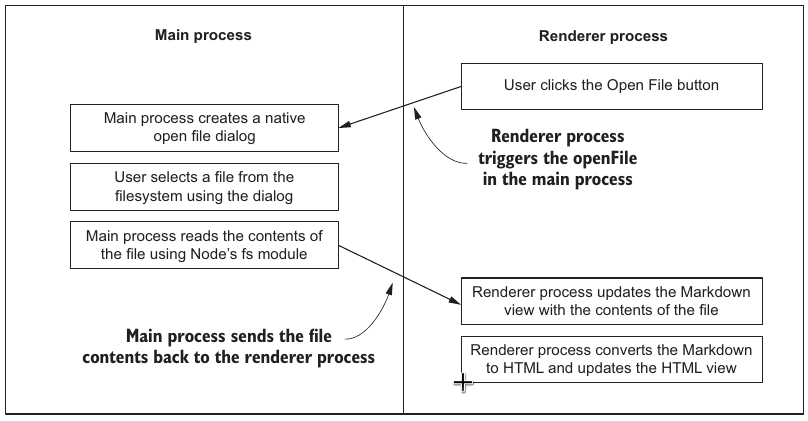 Main process
Renderer process
User clicks the Open File button
Main process creates a native
open file dialog
Renderer process
triggers the openFile
in the main process
User selects a file from the
filesystem using the dialog
Main process reads the contents of
the file using Node’s fs module
Renderer process updates the Markdown
view with the contents of the file
Main process sends the file
contents back to the renderer process
Renderer process converts the Markdown
to HTML and updates the HTML view